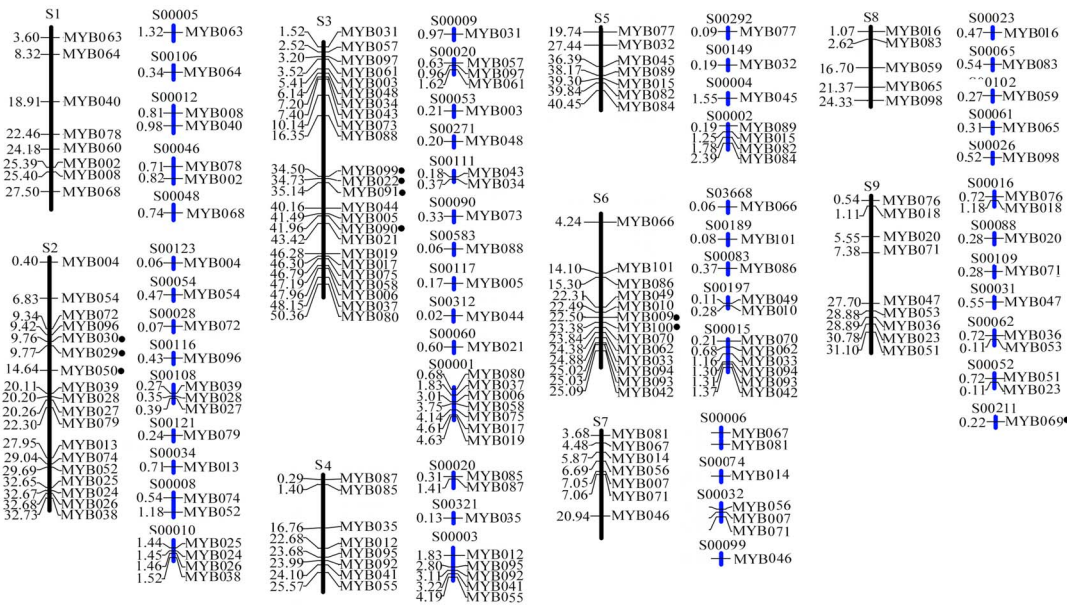 S1
3.60 MYB063
8.32 MYB064
18.91 MYB040
22.46 MYB078
24.18 MYB060
25.39 MYB002
25.40 MYB008
27.50 MYB068
S00005
1.32 MYB063
S00106
0.34 MYB064
S00012
0.81 MYB008
0.98 MYB040
S00046
0.71 MYB078
0.82 MYB002
S00048
0.74 MYB068
S2
0.40 MYB004
6.83 MYB054
9.34 MYB072
9.42 MYB096
9.76 MYB030●
9.77 MYB029●
14.64 MYB050●
20.11 MYB039
20.20 MYB028
20.26 MYB027
22.30 MYB079
27.95 MYB013
29.04 MYB074
29.69 MYB052
32.65 MYB025
32.67 MYB024
32.68 MYB026
32.73 MYB038
S00123
0.06 MYB004
S00054
0.47 MYB054
S00028
0.07 MYB072
S00116
0.43 MYB096
S00108
0.27 MYB039
0.35 MYB028
0.39 MYB027
S00121
0.24 MYB079
S00034
0.71 MYB013
S00008
0.54 MYB074
1.18 MYB052
S00010
1.44 MYB025
1.45 MYB024
1.46 MYB026
1.52 MYB038
S3
1.52 MYB031
2.52 MYB057
3.20 MYB097
3.52 MYB061
5.41 MYB003
6.14 MYB048
7.20 MYB034
7.40 MYB043
10.14 MYB073
16.35 MYB088
34.50 MYB099●
34.73 MYB022●
35.14 MYB091●
40.16 MYB044
41.49 MYB005
41.96 MYB090●
43.42 MYB021
46.28 MYB019
46.30 MYB017
46.79 MYB075
47.19 MYB058
47.96 MYB006
48.15 MYB037
50.36 MYB080
S00009
0.97 MYB031
S00020
0.63 MYB057
0.96 MYB097
1.62 MYB061
S00053
0.21 MYB003
S00271
0.20 MYB048
S00111
0.18 MYB043
0.37 MYB034
S00090
0.33 MYB073
S00583
0.06 MYB088
S00117
0.17 MYB005
S00312
0.02 MYB044
S00060
0.60 MYB021
S00001
0.68 MYB080
1.83 MYB037
3.01 MYB006
3.75 MYB058
4.14 MYB075
4.61 MYB017
4.63 MYB019
S4
0.29 MYB087
1.40 MYB085
16.76 MYB035
22.68 MYB012
23.68 MYB095
23.99 MYB092
24.10 MYB041
25.57 MYB055
S00020
0.31 MYB085
1.41 MYB087
S00321
0.13 MYB035
S00003
1.83 MYB012
2.80 MYB095
3.11 MYB092
3.22 MYB041
4.19 MYB055
S5
19.74 MYB077
27.44 MYB032
36.39 MYB045
38.17 MYB089
39.30 MYB015
39.84 MYB082
40.45 MYB084
S00292
0.09 MYB077
S00149
0.19 MYB032
S0004
1.55 MYB045
S00002
0.19 MYB089
1.25 MYB015
1.78 MYB082
2.39 MYB084
S6
4.24 MYB066
14.10 MYB101
15.30 MYB086
22.31 MYB049
22.49 MYB010
22.50 MYB009●
23.38 MYB100●
23.84 MYB070
24.38 MYB062
24.88 MYB033
25.02 MYB094
25.03 MYB093
25.09 MYB042
S03668
0.06 MYB066
S00189
0.08 MYB101
S00083
0.37 MYB086
S00197
0.11 MYB049
0.28 MYB010
S00015
0.21 MYB070
0.68 MYB062
1.16 MYB033
1.30 MYB094
1.31 MYB093
1.37 MYB042
S7
3.68 MYB081
4.48 MYB067
5.87 MYB014
6.69 MYB056
7.05 MYB007
7.06 MYB071
20.94 MYB046
S00006
MYB067
MYB081
S00074
MYB014
S00032
MYB056
MYB007
MYB071
S00099
MYB046
S8
1.07 MYB016
2.62 MYB083
16.70 MYB059
21.37 MYB065
24.33 MYB098
S00023
0.47 MYB016
S00065
0.54 MYB083
00102
0.27 MYB059
S00061
0.31 MYB065
S00026
0.52 MYB098
S9
0.54 MYB076
1.11 MYB018
5.55 MYB020
7.38 MYB071
27.70 MYB047
28.88 MYB053
28.89 MYB036
30.78 MYB023
31.10 MYB051
S00016
0.72 MYB076
1.18 MYB018
S00088
0.28 MYB020
S00109
0.28 MYB071
S00031
0.55 MYB047
S00062
0.72 MYB036
0.11 MYB053
S00052
0.72 MYB051
0.11 MYB023
S00211
0.22 MYB069●